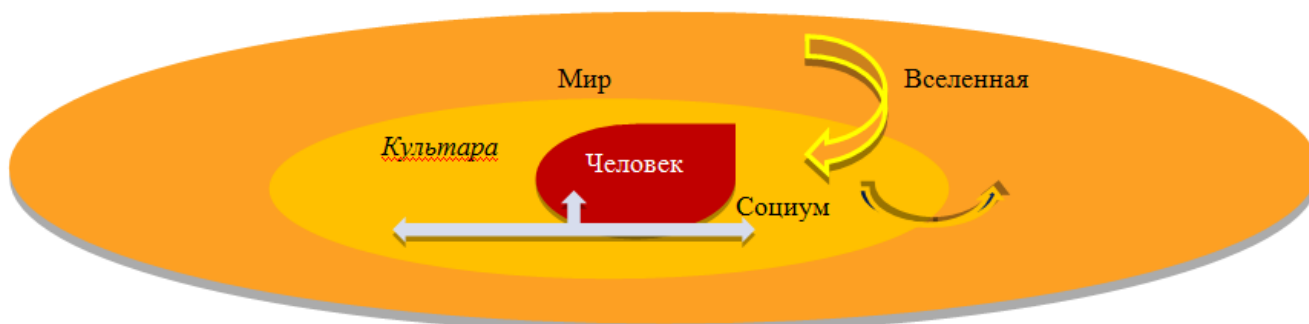 Мир
Вселенная
Культара
Человек
Социум